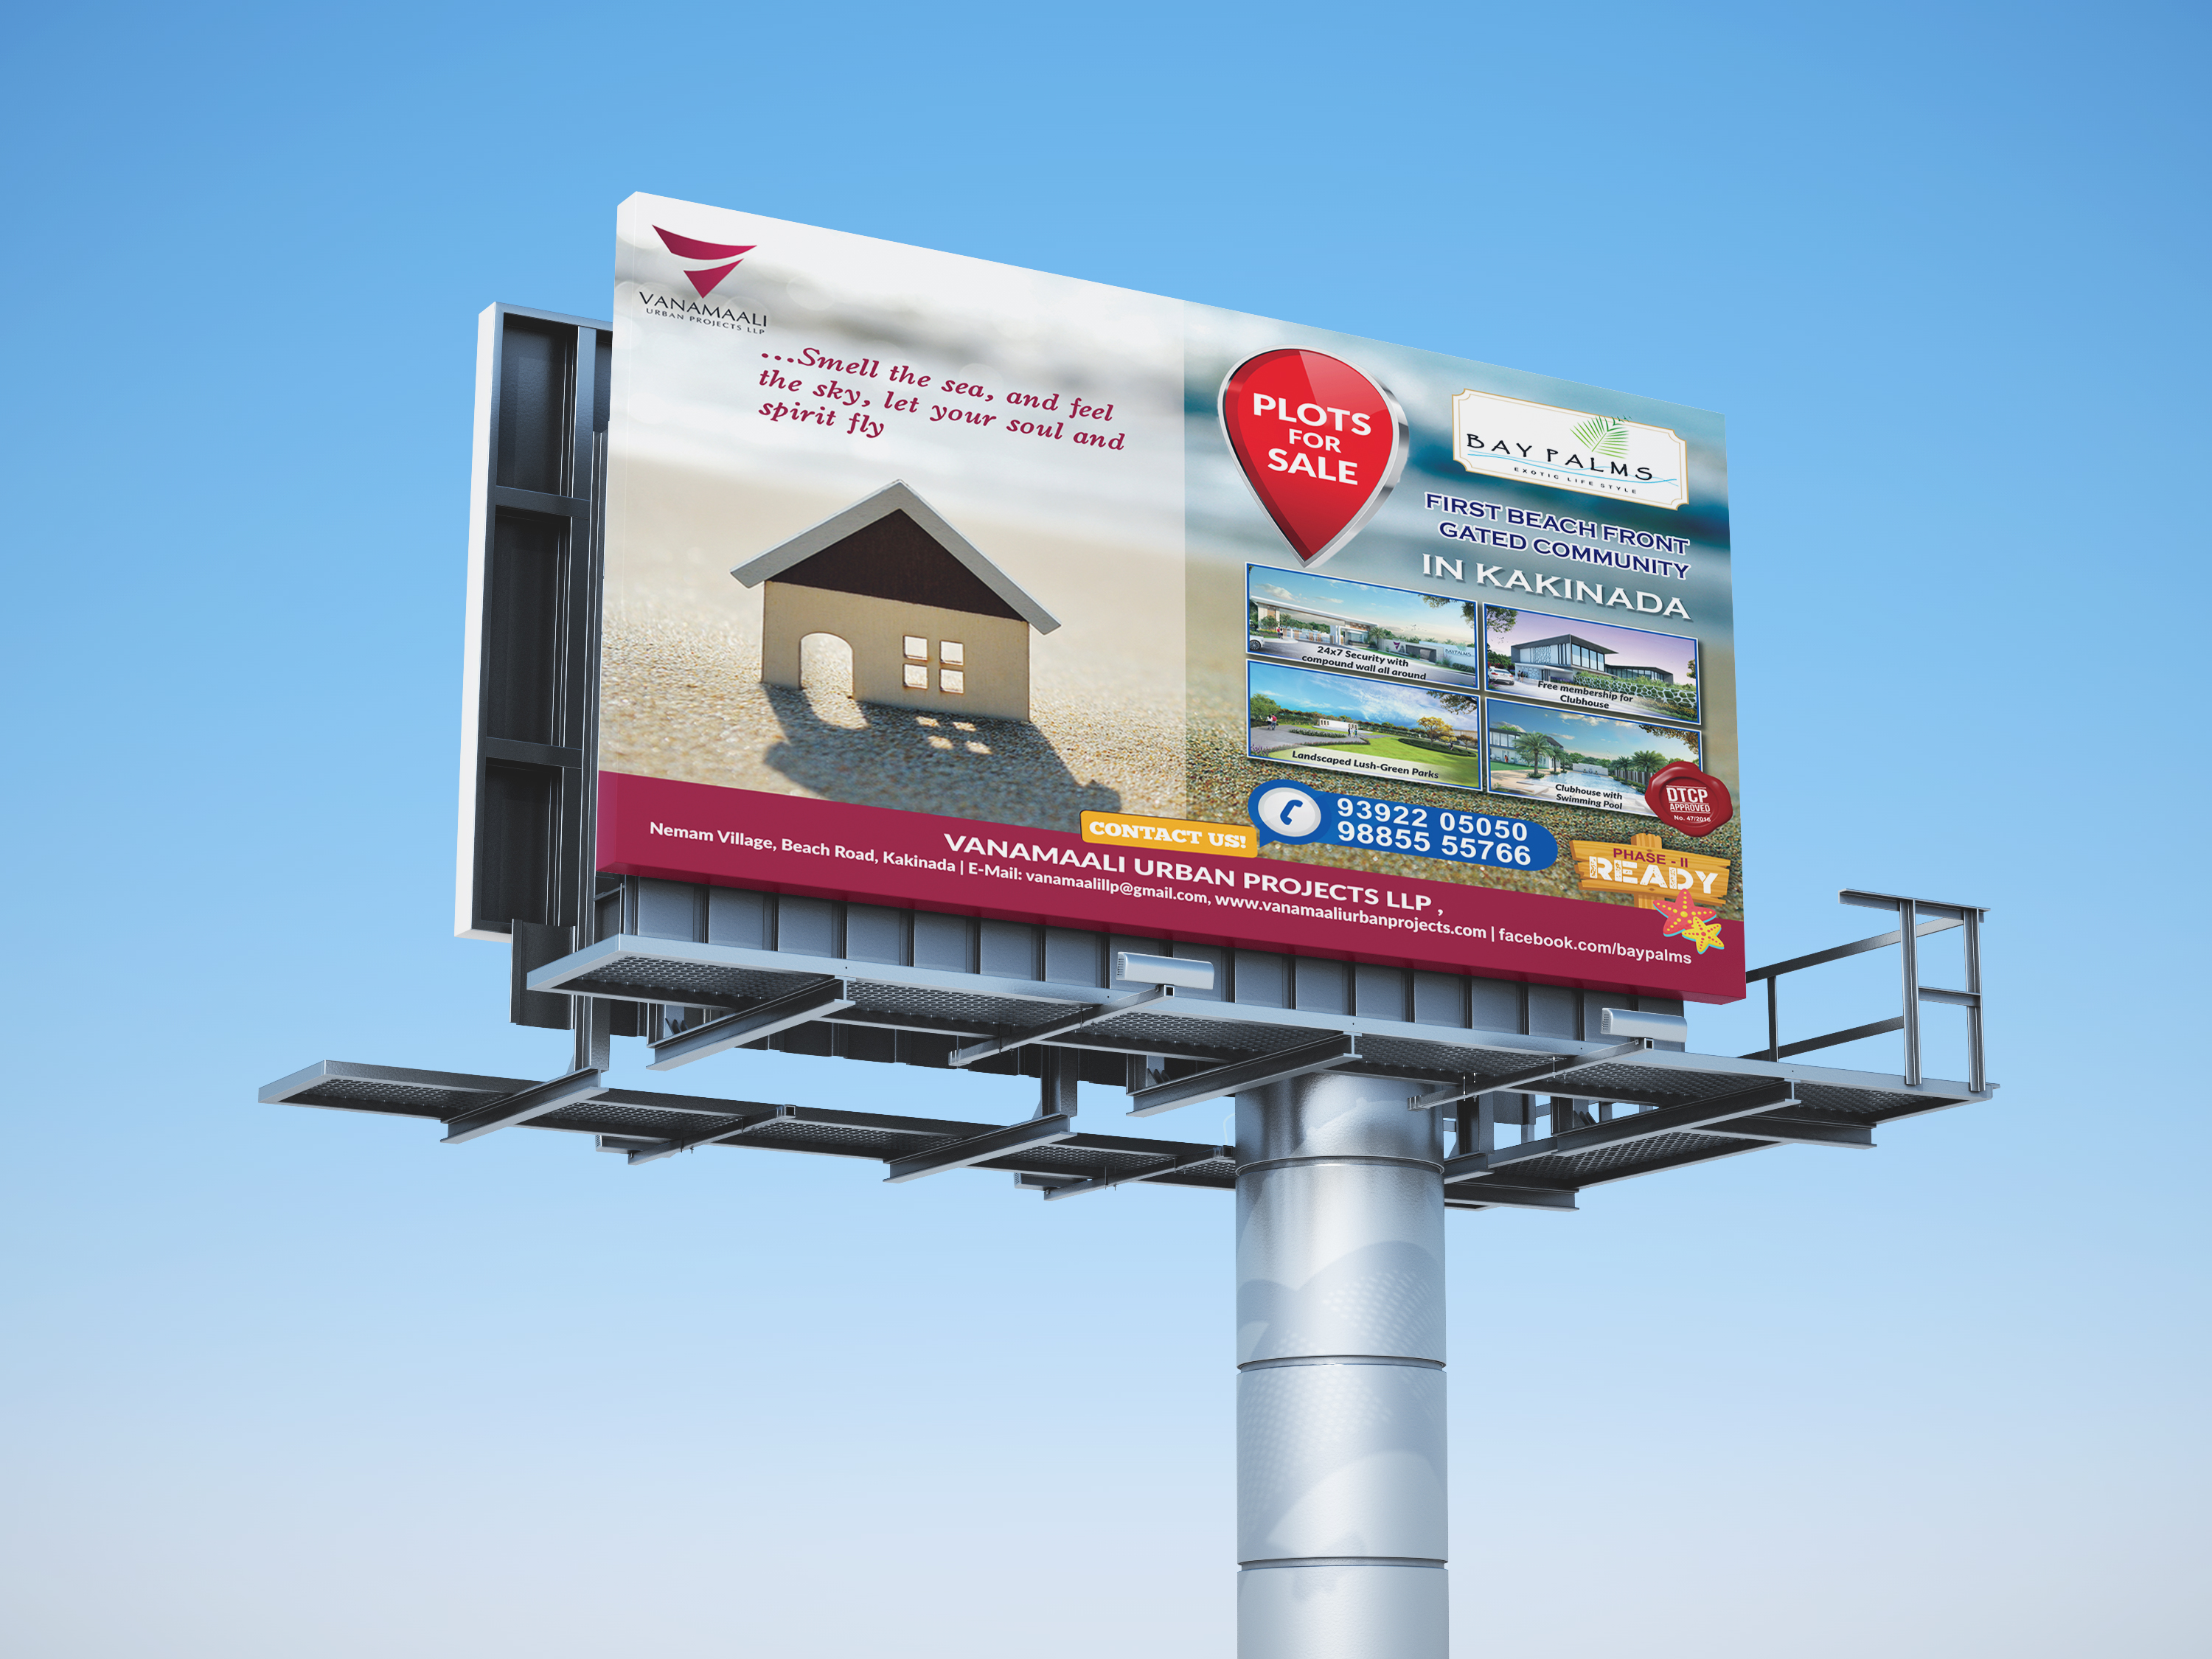 VANAMAALI
URBAN PROJECTS LLP
...Smell the sea, and feel
the sky, let your soul and
spirit fly
PLOTS
FOR
SALE
BAY PALMS
EXOTIC LIFE STYLE
FIRST BEACH FRONT
GATED COMMUNITY
IN KAKINADA
24x7 Security with
compound wall all around
Free membership for
Clubhouse
Landscaped Lush-Green Parks
Clubhouse with
Swimming Pool
DTCP
APPROVED
No. 47/2016
CONTACT US!
93922 05050
98855 55766
PHASE - II
READY
VANAMAALI URBAN PROJECTS LLP ,
Nemam Village, Beach Road, Kakinada | E-Mail: vanamaalillp@gmail.com, www.vanamaaliurbanprojects.com | facebook.com/baypalms